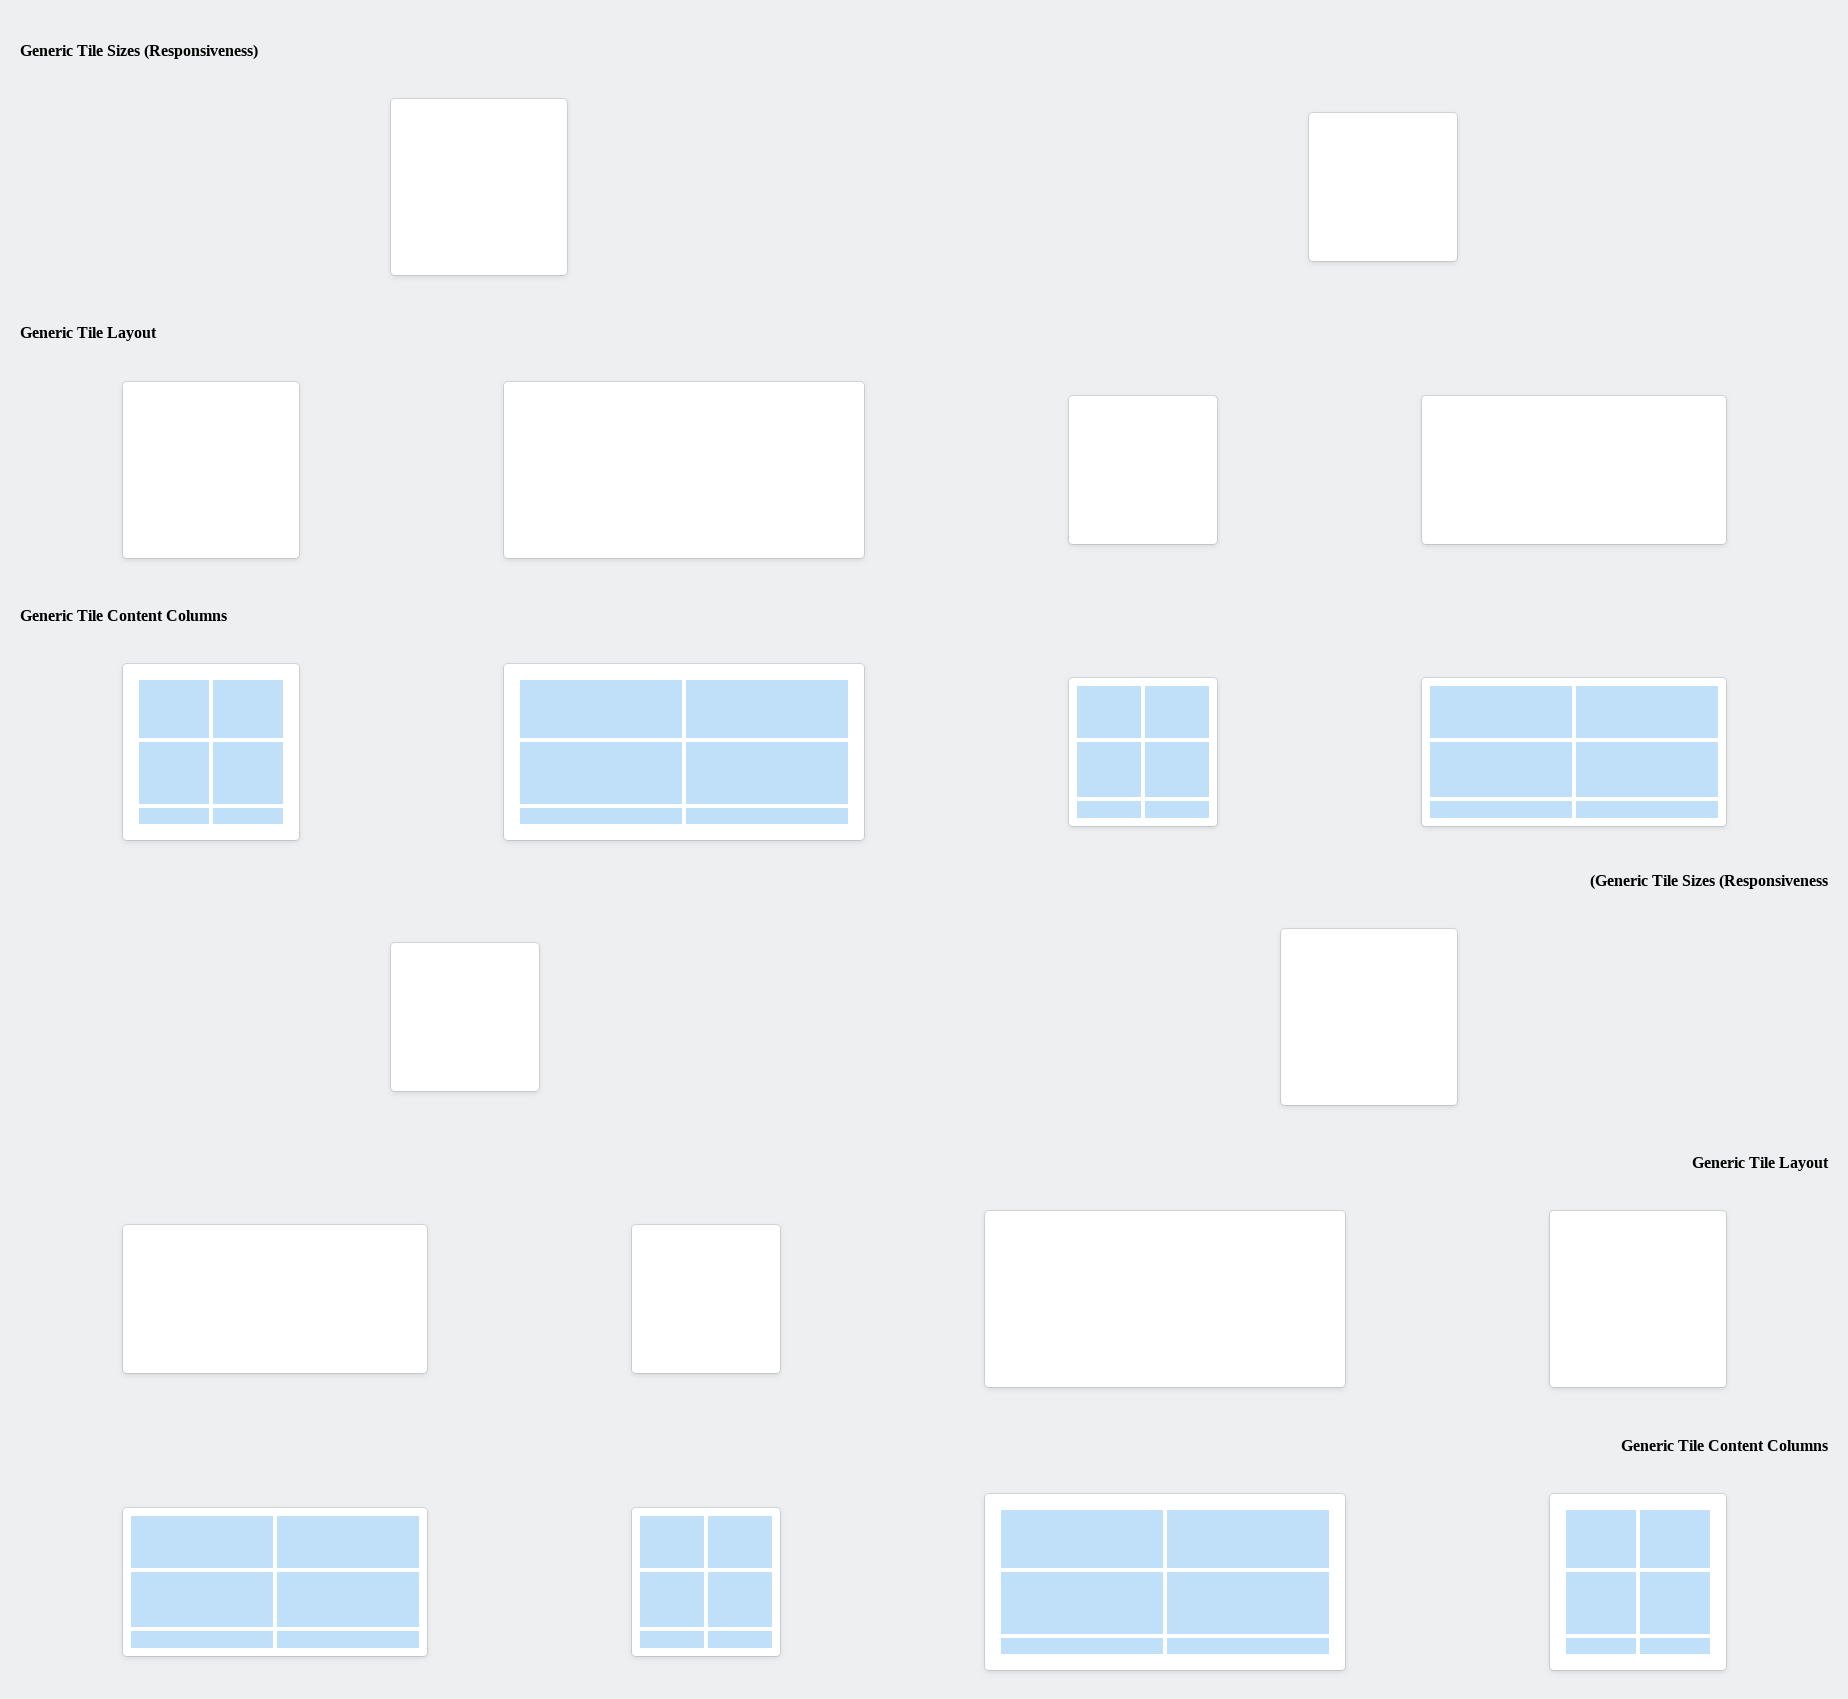 Generic Tile Sizes (Responsiveness)
Generic Tile Layout
Generic Tile Content Columns
(Generic Tile Sizes (Responsiveness
Generic Tile Layout
Generic Tile Content Columns